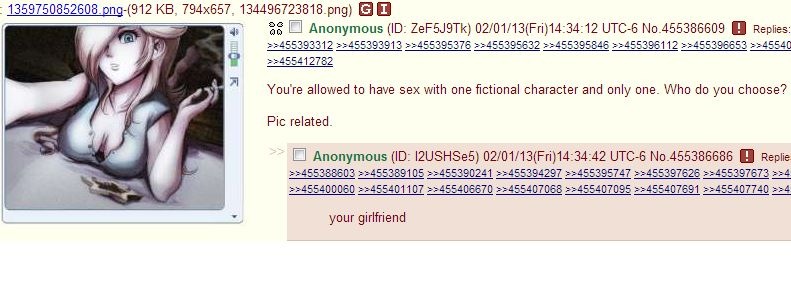 : 1359750852608.png-(912 KB, 794x657, 134496723818.png) G I
Anonymous (ID: ZeF5J9Tk) 02/01/13(Fri)14:34:12 UTC-6 No.455386609 ! Replies:
>>455393312 >>455393913 >>455395376 >>455395632 >>455395846 >>455396112 >>455396653 >>45540
>>455412782
You're allowed to have sex with one fictional character and only one. Who do you choose?
Pic related.
>> Anonymous (ID: I2USHSe5) 02/01/13(Fri)14:34:42 UTC-6 No.455386686 ! Replie
>>455388603 >>455389105 >>455390241 >>455394297 >>455395747 >>455397626 >>455397673 >>4
>>455400060 >>455401107 >>455406670 >>455407068 >>455407095 >>455407691 >>455407740 >>4
your girlfriend